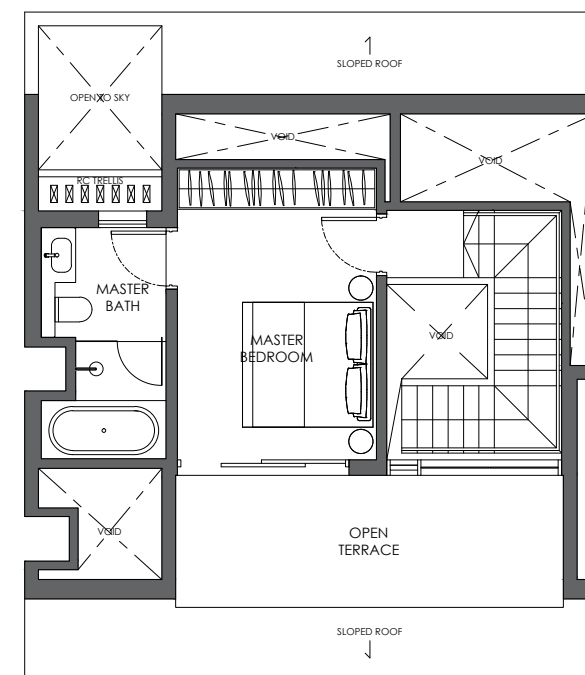 SLOPED ROOF
OPEN TO SKY
VOID
VOID
RC TRELLIS
MASTER
BATH
MASTER
BEDROOM
VOID
VOID
OPEN
TERRACE
SLOPED ROOF